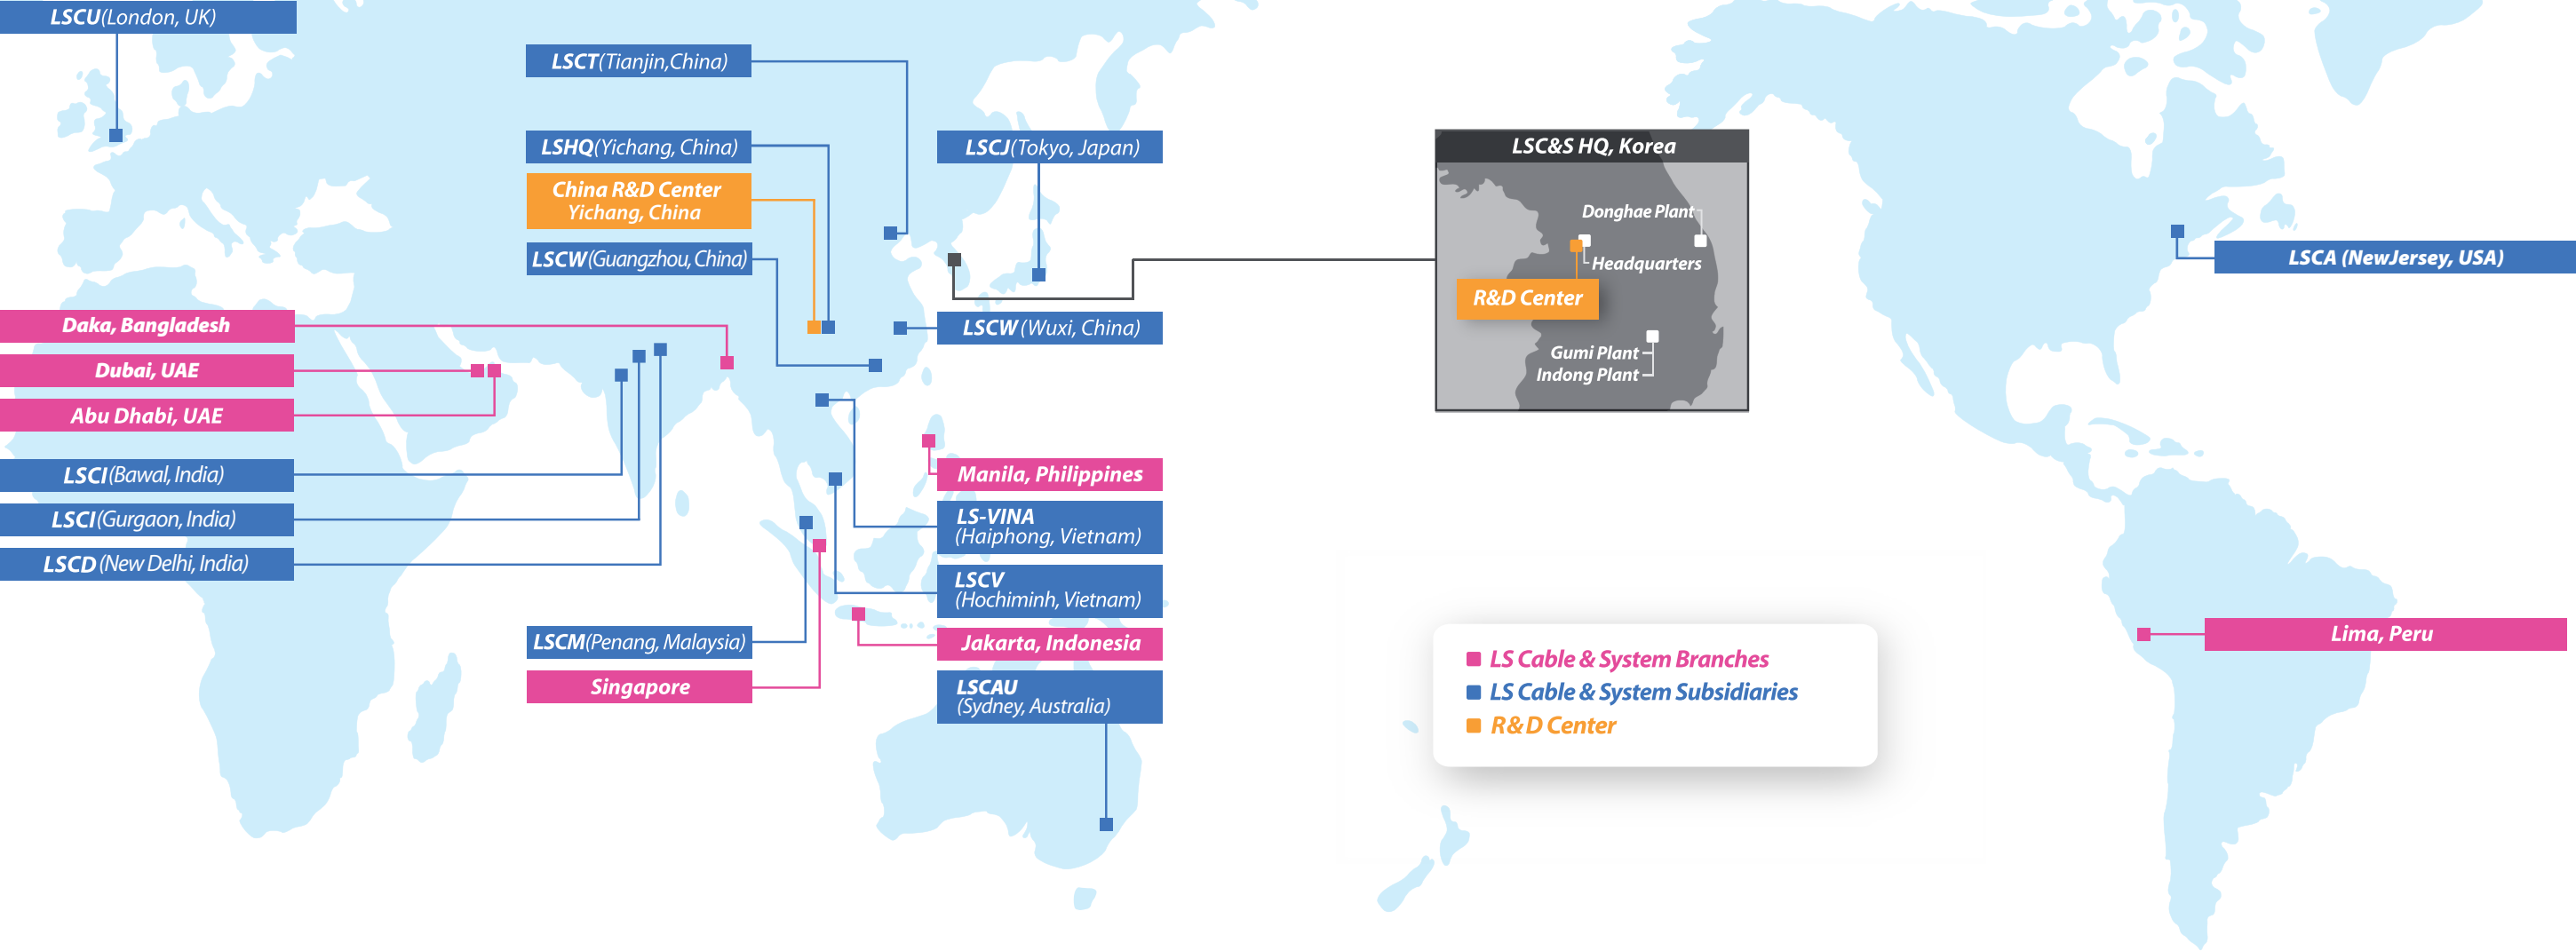 LSCU(London, UK)
LSCT(Tianjin,China)
LSHQ(Yichang, China)
China R&D Center
Yichang, China
LSCW(Guangzhou, China)
LSCJ(Tokyo, Japan)
LSCW(Wuxi, China)
LSC&S HQ, Korea
Donghae Plant
Headquarters
R&D Center
Gumi Plant
Indong Plant
LSCA (NewJersey, USA)
Daka, Bangladesh
Dubai, UAE
Abu Dhabi, UAE
LSCI(Bawal, India)
LSCI(Gurgaon, India)
LSCD(New Delhi, India)
Manila, Philippines
LS-VINA
(Haiphong, Vietnam)
LSCV
(Hochiminh, Vietnam)
LSCM(Penang, Malaysia)
Singapore
Jakarta, Indonesia
LSCAU
(Sydney, Australia)
LS Cable & System Branches
LS Cable & System Subsidiaries
R&D Center
Lima, Peru